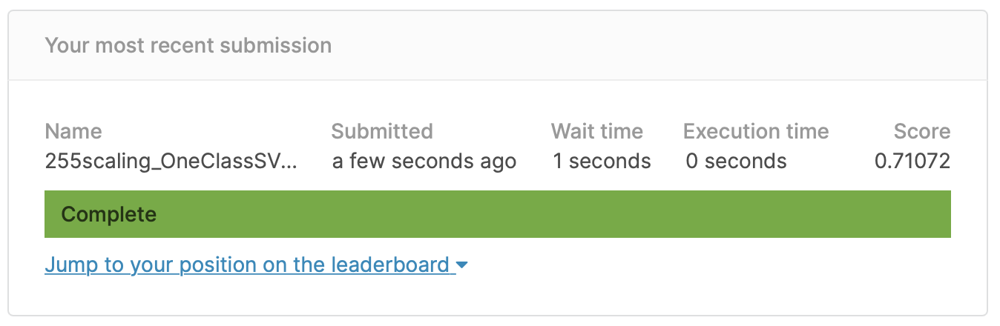 Your most recent submission
Name Submitted Wait time Execution time Score
255scaling_OneClassSV... a few seconds ago 1 seconds 0 seconds 0.71072
Complete
Jump to your position on the leaderboard